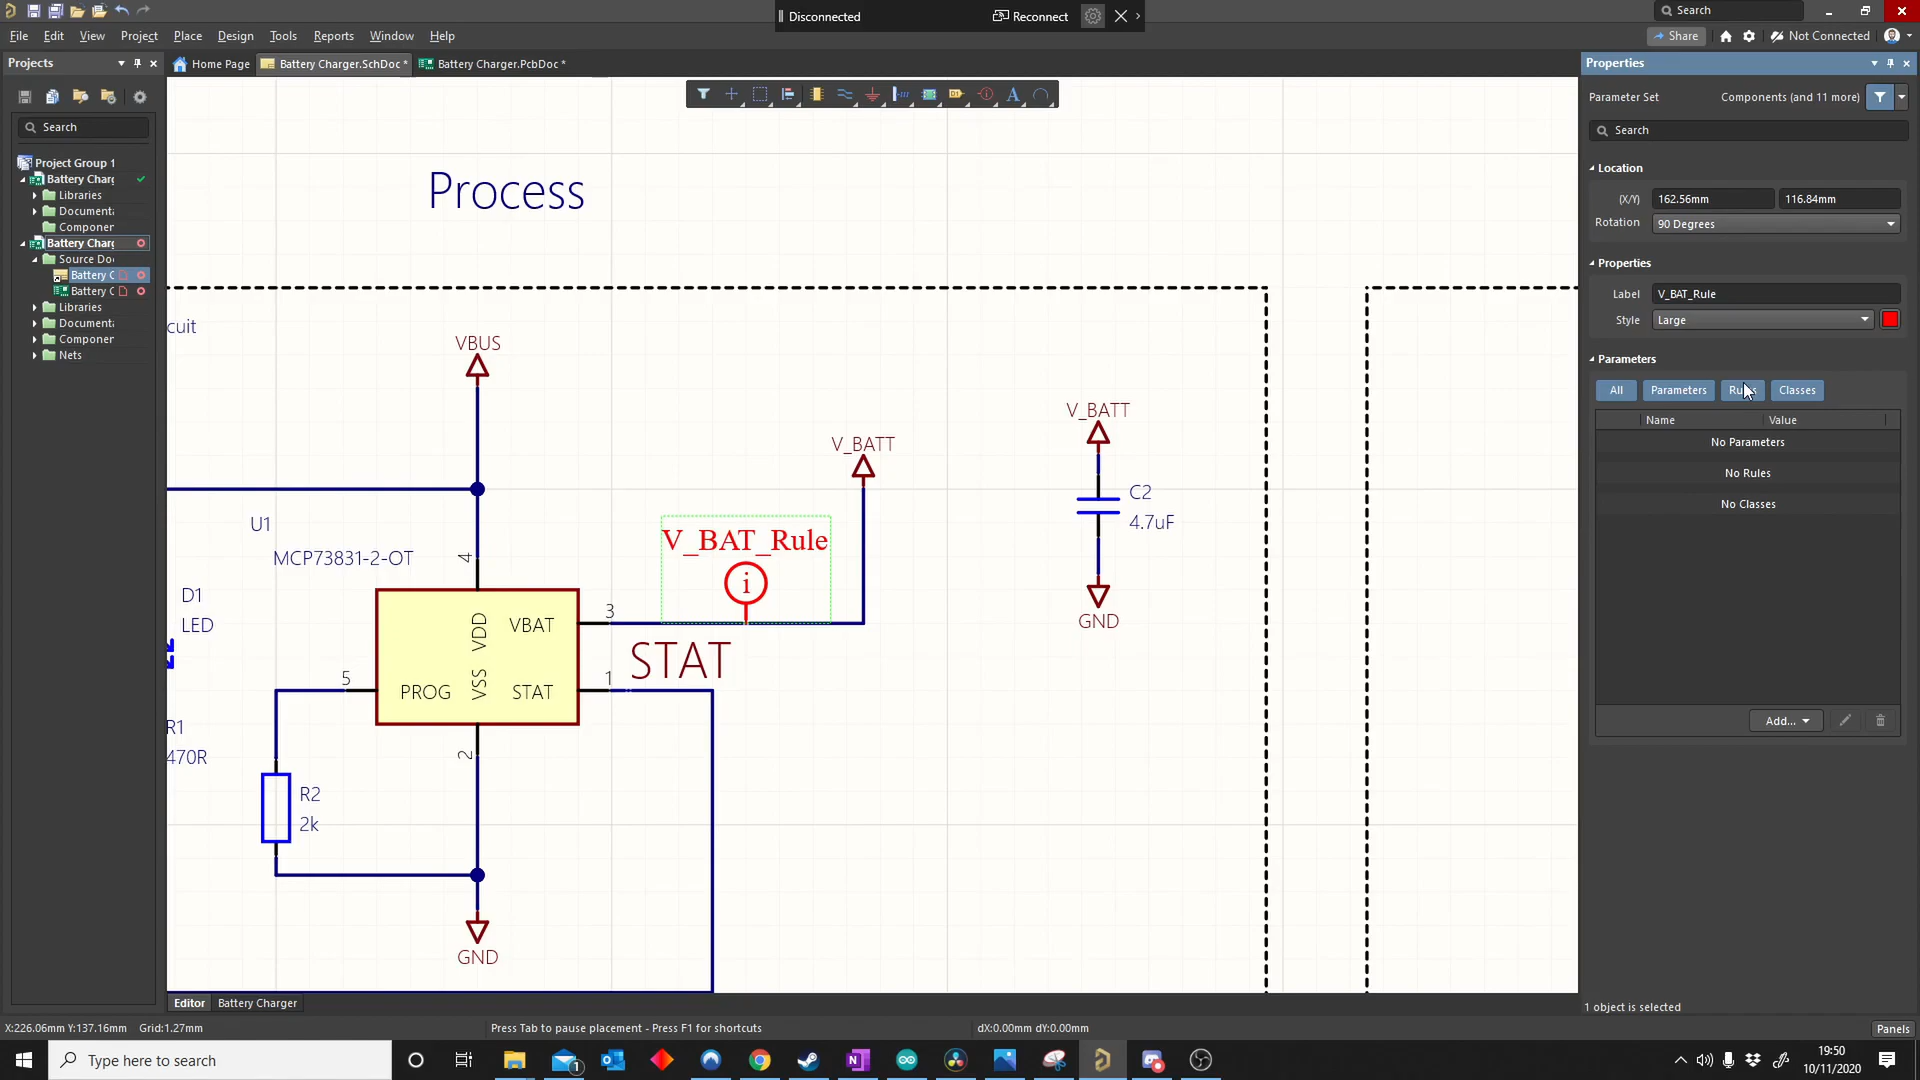 Disconnected
Reconnect
Search
File Edit View Project Place Design Tools Reports Window Help
Share
Not Connected
Projects
Home Page
Battery Charger.SchDoc *
Battery Charger.PcbDoc *
Search
Project Group 1
Battery Charg
Libraries
Documenta
Componer
Battery Charg
Source Do
Battery C
Battery C
Libraries
Documenta
Componer
Nets
Process
cuit
VBUS
V_BATT
V_BATT
C2
4.7uF
GND
V_BAT_Rule
i
U1
MCP73831-2-OT
D1
LED
4
3
VDD
VBAT
STAT
5
1
PROG
VSS
STAT
R1
470R
2
R2
2k
GND
Properties
Parameter Set
Components (and 11 more)
Search
Location
(X/Y)
162.56mm
116.84mm
Rotation
90 Degrees
Properties
Label
V_BAT_Rule
Style
Large
Parameters
All
Parameters
Classes
Name
Value
No Parameters
No Rules
No Classes
Add...
1 object is selected
Editor
Battery Charger
X:226.06mm Y:137.16mm Grid:1.27mm
Press Tab to pause placement - Press F1 for shortcuts
dX:0.00mm dY:0.00mm
Panels
Type here to search
1
19:50
10/11/2020